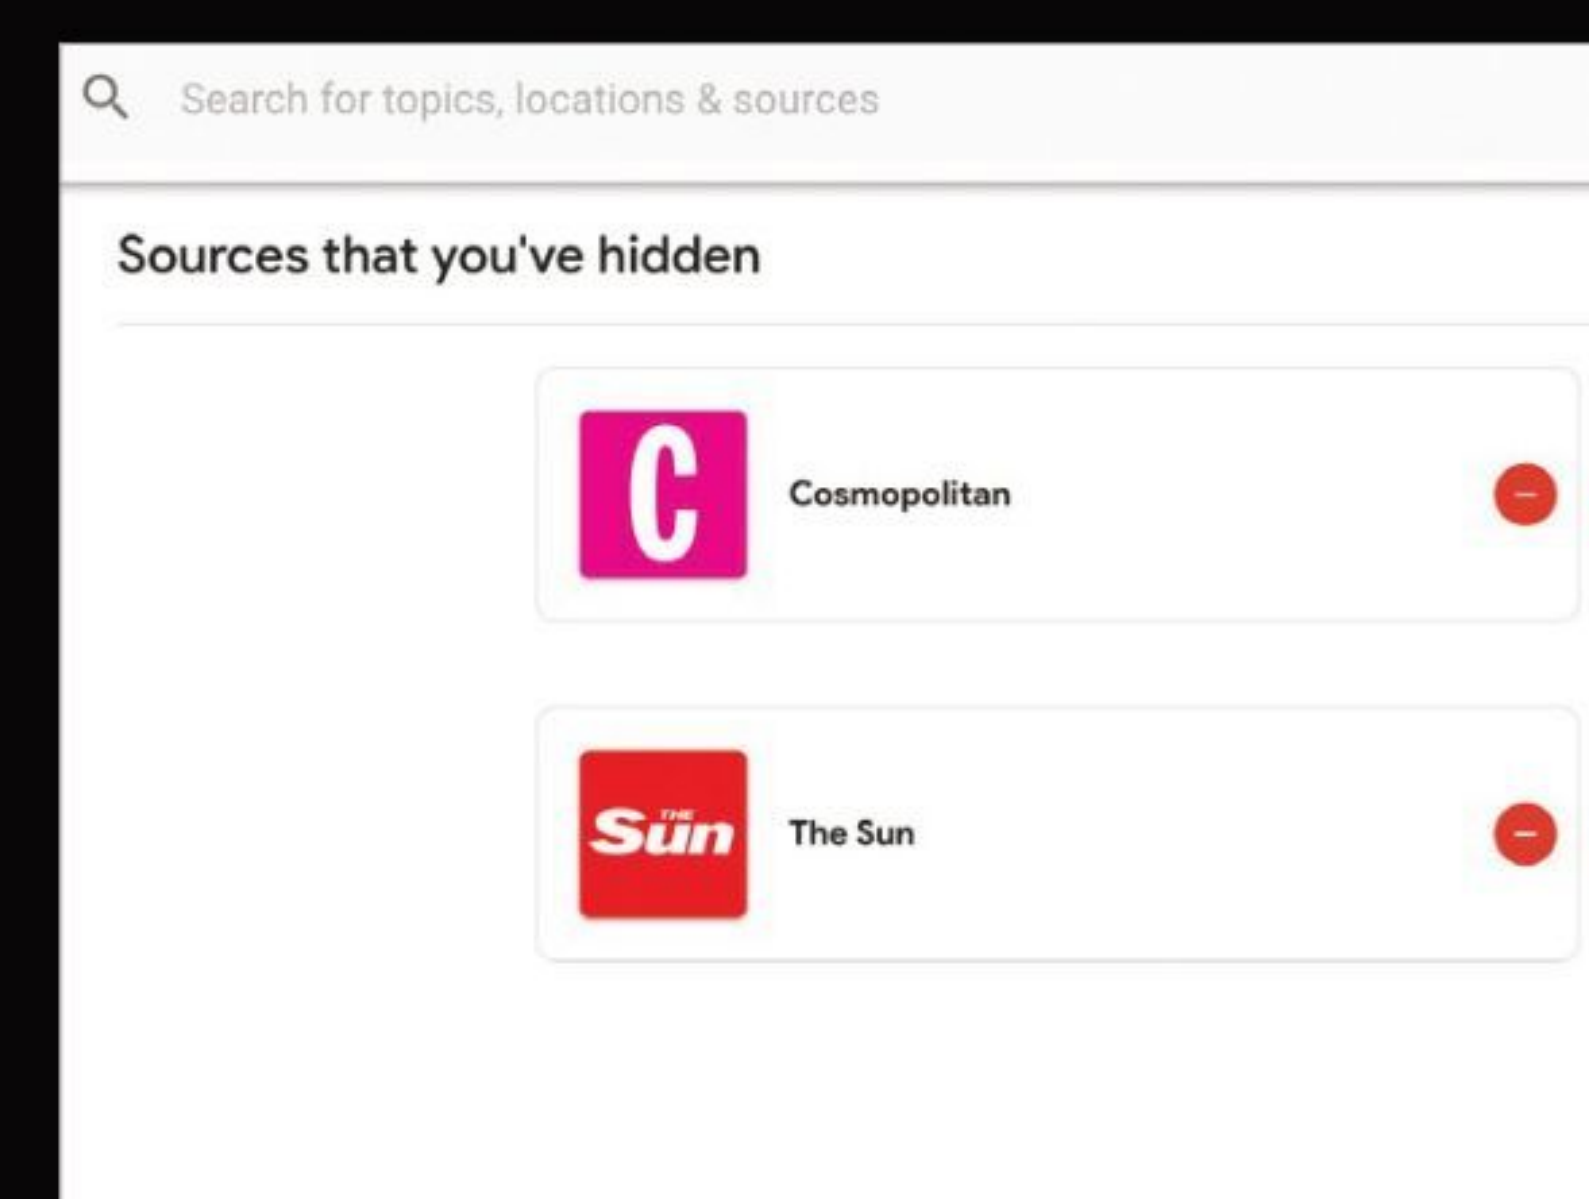 Search for topics, locations & sources
Sources that you've hidden
C
Cosmopolitan
THE
Sun
The Sun